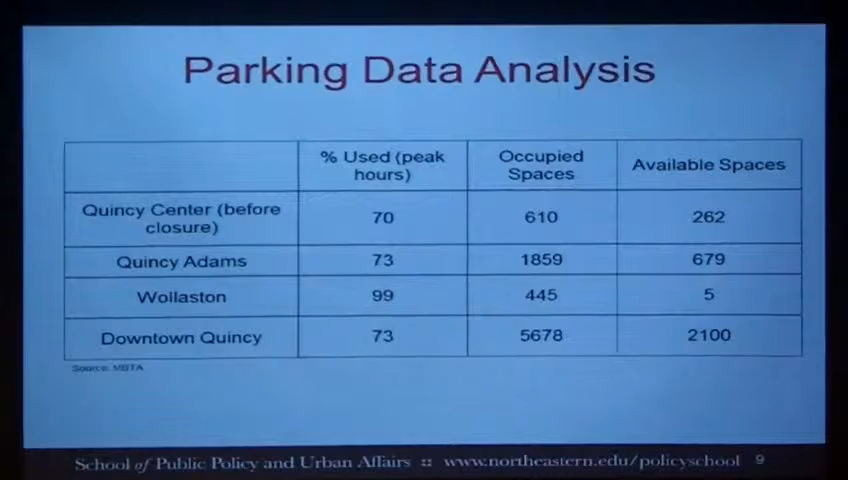 Parking Data Analysis
% Used (peak hours) Occupied Spaces Available Spaces
Quincy Center (before closure) 70 610 262
Quincy Adams 73 1859 679
Wollaston 99 445 5
Downtown Quincy 73 5678 2100
Source: MBTA
School of Public Policy and Urban Affairs :: www.northeastern.edu/policyschool 9